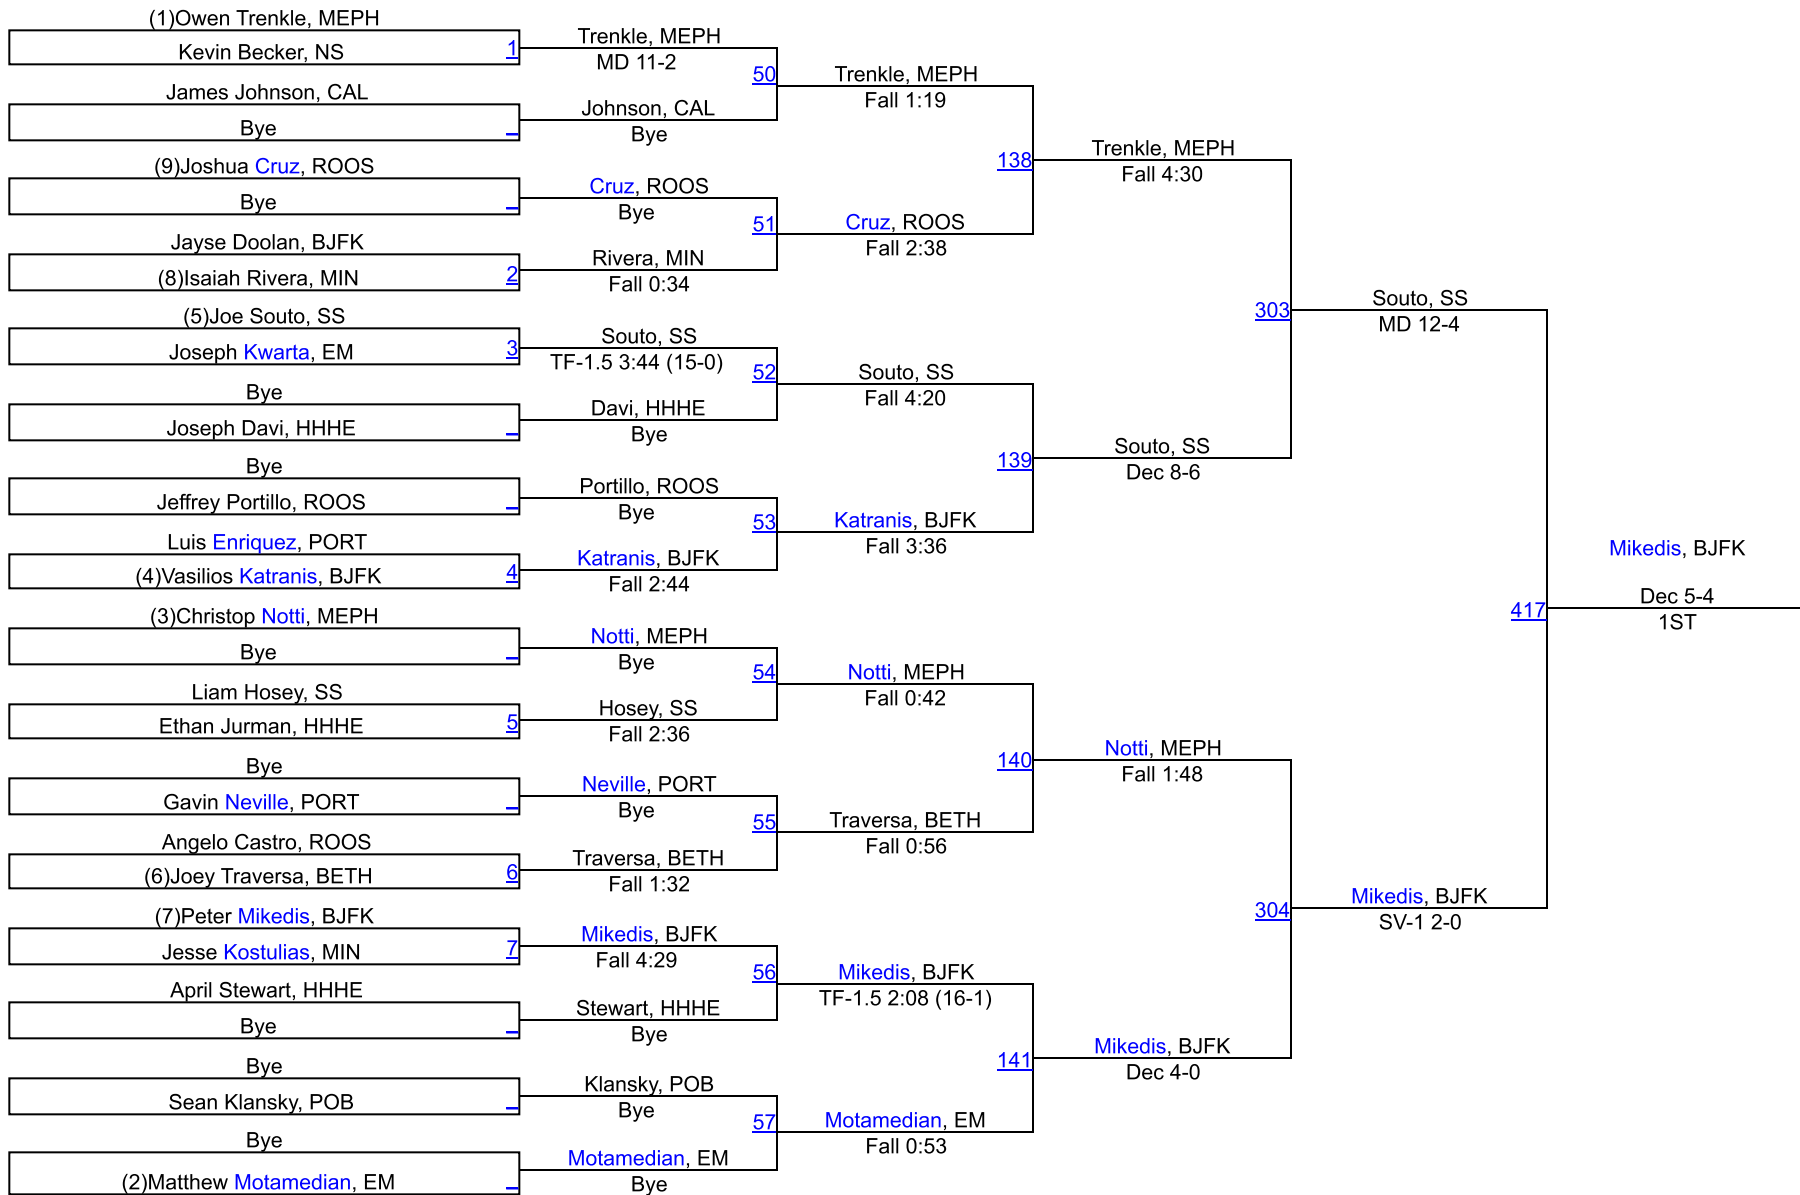 (1)Owen Trenkle, MEPH
Kevin Becker, NS 1
James Johnson, CAL
Bye
(9)Joshua Cruz, ROOS
Bye
Jayse Doolan, BJFK
(8)Isaiah Rivera, MIN 2
(5)Joe Souto, SS
Joseph Kwarta, EM 3
Bye
Joseph Davi, HHHE
Bye
Jeffrey Portillo, ROOS
Luis Enriquez, PORT
(4)Vasilios Katranis, BJFK 4
(3)Christop Notti, MEPH
Bye
Liam Hosey, SS
Ethan Jurman, HHHE 5
Bye
Gavin Neville, PORT
Angelo Castro, ROOS
(6)Joey Traversa, BETH 6
(7)Peter Mikedis, BJFK
Jesse Kostulias, MIN 7
April Stewart, HHHE
Bye
Bye
Sean Klansky, POB
Bye
(2)Matthew Motamedian, EM
Trenkle, MEPH
MD 11-2
50
Johnson, CAL
Bye
Cruz, ROOS
Bye
51
Rivera, MIN
Fall 0:34
Souto, SS
TF-1.5 3:44 (15-0)
52
Davi, HHHE
Bye
Portillo, ROOS
Bye
53
Katranis, BJFK
Fall 2:44
Notti, MEPH
Bye
54
Hosey, SS
Fall 2:36
Neville, PORT
Bye
55
Traversa, BETH
Fall 1:32
Mikedis, BJFK
Fall 4:29
56
Stewart, HHHE
Bye
Klansky, POB
Bye
57
Motamedian, EM
Bye
Trenkle, MEPH
Fall 1:19
138
Cruz, ROOS
Fall 2:38
Souto, SS
Fall 4:20
139
Katranis, BJFK
Fall 3:36
Notti, MEPH
Fall 0:42
140
Traversa, BETH
Fall 0:56
Mikedis, BJFK
TF-1.5 2:08 (16-1)
141
Motamedian, EM
Fall 0:53
Trenkle, MEPH
Fall 4:30
303
Souto, SS
Dec 8-6
Notti, MEPH
Fall 1:48
304
Mikedis, BJFK
Dec 4-0
Souto, SS
MD 12-4
417
Mikedis, BJFK
SV-1 2-0
Mikedis, BJFK
Dec 5-4
1ST